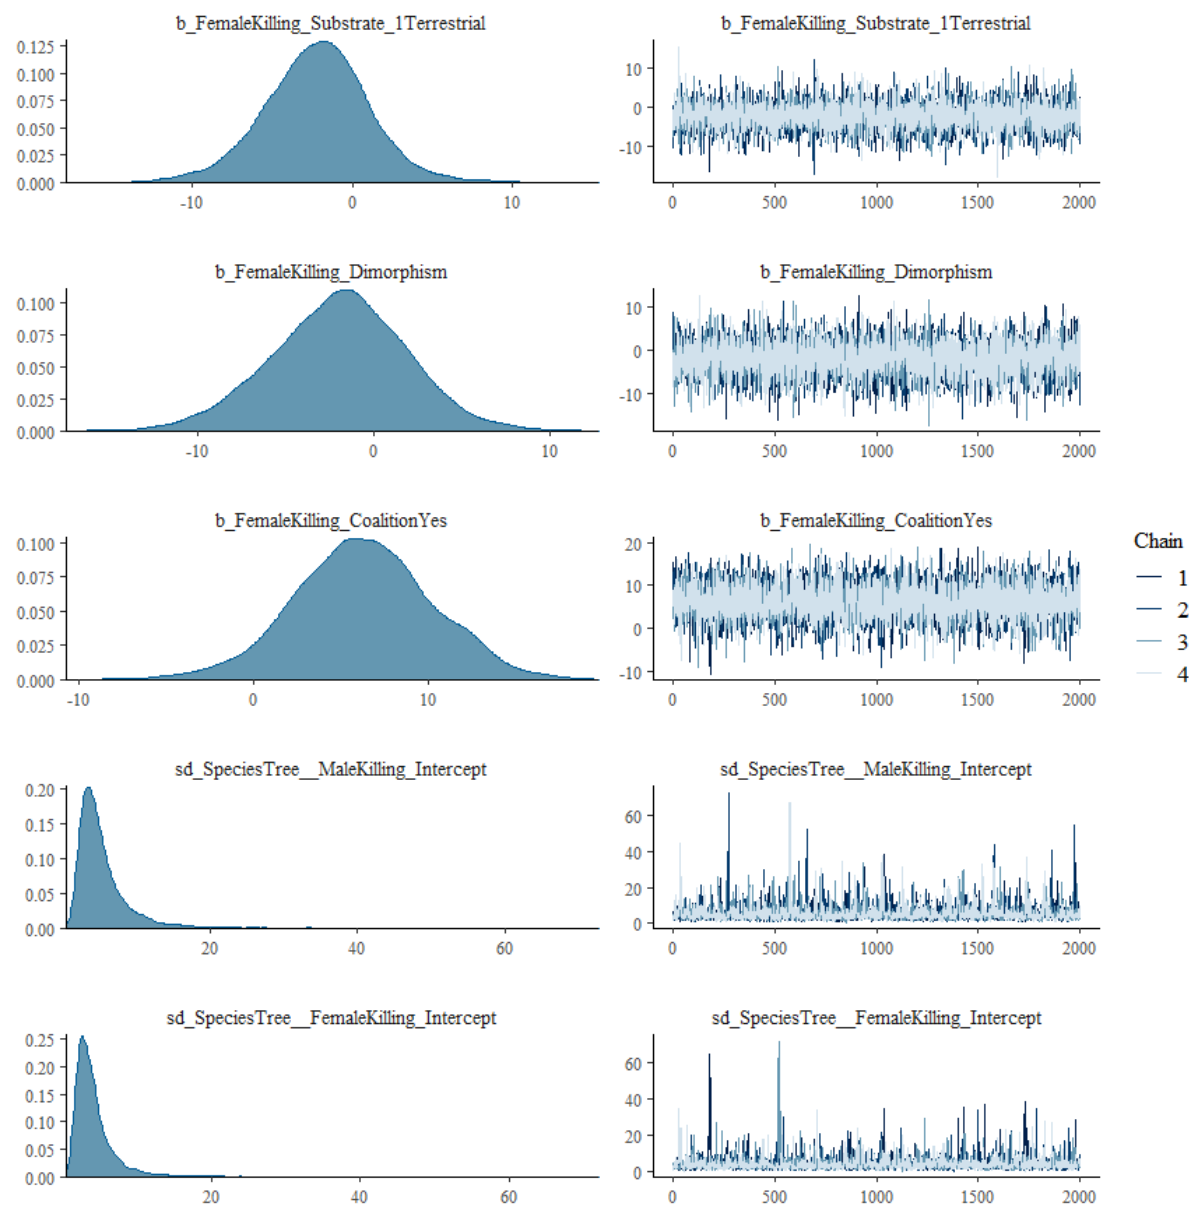 b_FemaleKilling_Substrate_1Terrestrial
0.125
0.100
0.075
0.050
0.025
0.000
-10 0 10
b_FemaleKilling_Substrate_1Terrestrial
10
0
-10
0 500 1000 1500 2000
b_FemaleKilling_Dimorphism
0.100
0.075
0.050
0.025
0.000
-10 0 10
b_FemaleKilling_Dimorphism
10
0
-10
0 500 1000 1500 2000
b_FemaleKilling_CoalitionYes
0.100
0.075
0.050
0.025
0.000
-10 0 10
b_FemaleKilling_CoalitionYes
20
10
0
-10
0 500 1000 1500 2000
Chain
1
2
3
4
sd_SpeciesTree__MaleKilling_Intercept
0.20
0.15
0.10
0.05
0.00
20 40 60
sd_SpeciesTree__MaleKilling_Intercept
60
40
20
0
0 500 1000 1500 2000
sd_SpeciesTree__FemaleKilling_Intercept
0.25
0.20
0.15
0.10
0.05
0.00
20 40 60
sd_SpeciesTree__FemaleKilling_Intercept
60
40
20
0
0 500 1000 1500 2000